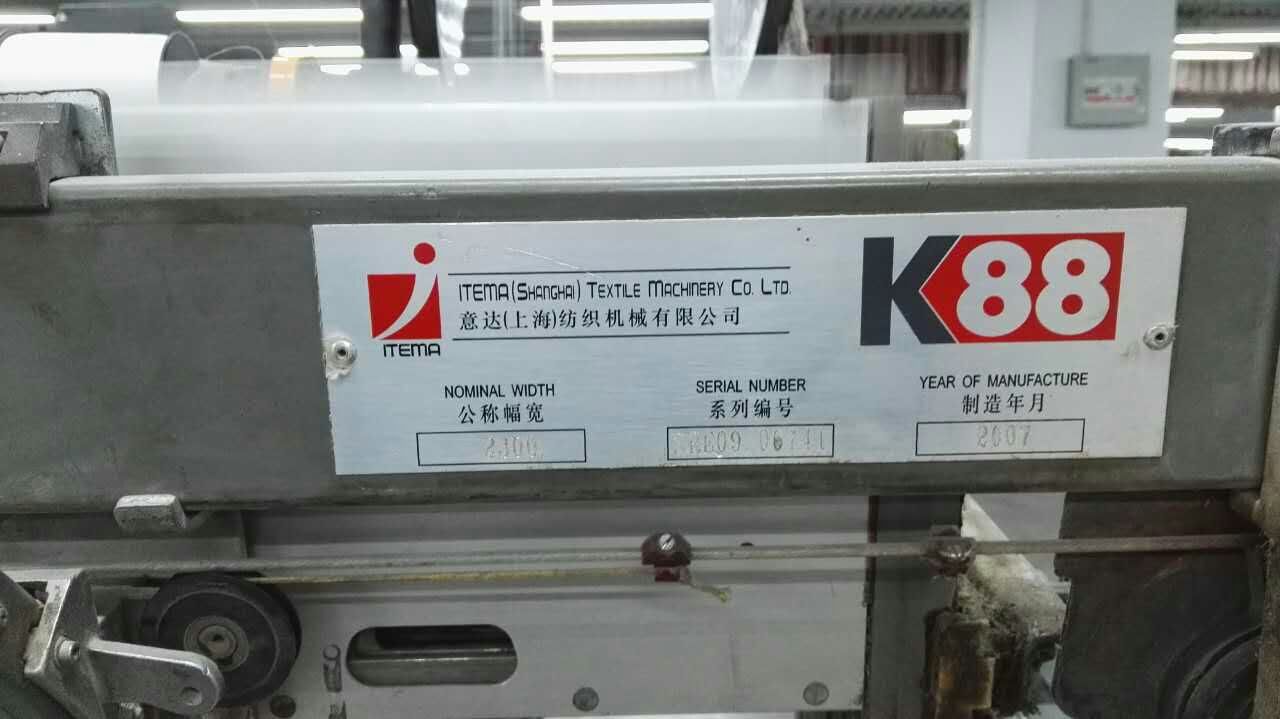 ITEMA
ITEMA (SHANGHAI) TEXTILE MACHINERY CO. LTD.
意达(上海)纺织机械有限公司
K88
NOMINAL WIDTH
公称幅宽
SERIAL NUMBER
系列编号
YEAR OF MANUFACTURE
制造年月
2007